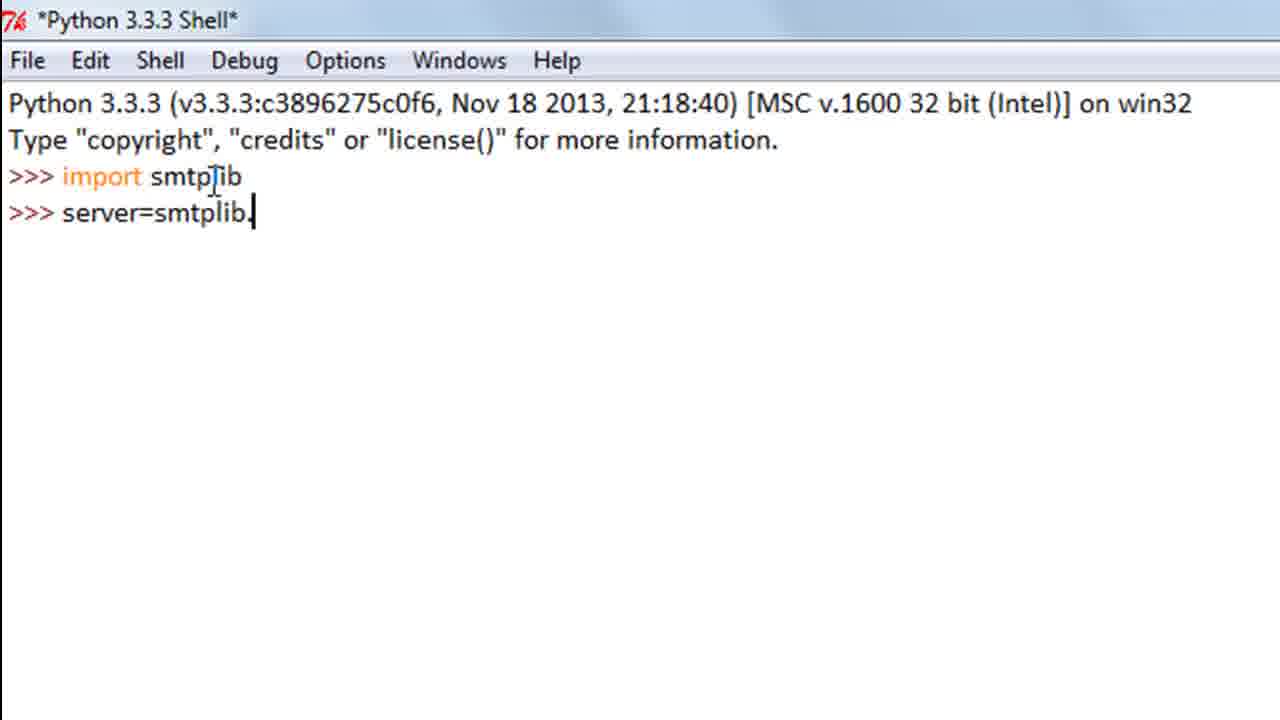 *Python 3.3.3 Shell*
File Edit Shell Debug Options Windows Help
Python 3.3.3 (v3.3.3:c3896275c0f6, Nov 18 2013, 21:18:40) [MSC v.1600 32 bit (Intel)] on win32
Type "copyright", "credits" or "license()" for more information.
>>> import smtplib
>>> server=smtplib.